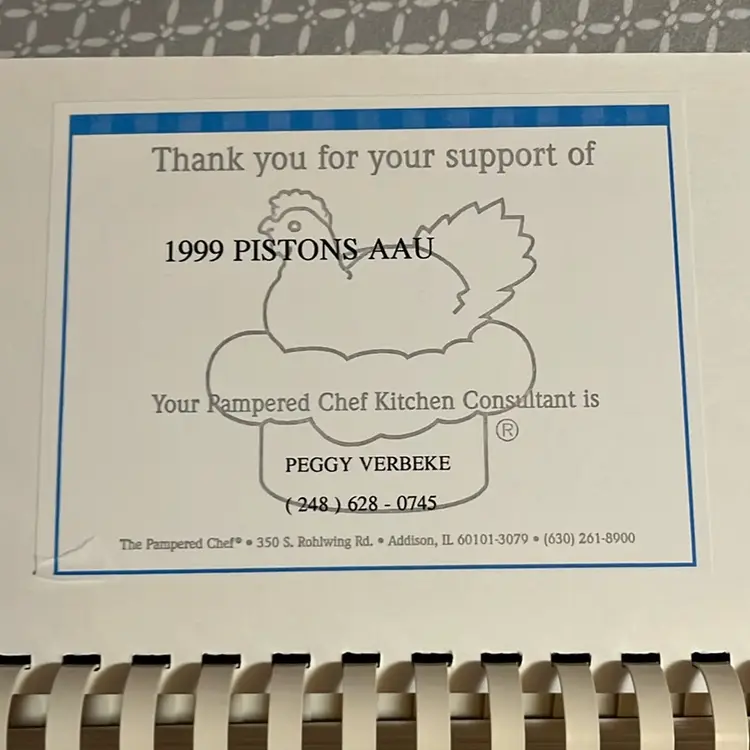 Thank you for your support of
1999 PISTONS AAU
Your Pampered Chef Kitchen Consultant is
®
PEGGY VERBEKE
( 248 ) 628 - 0745
The Pampered Chef® • 350 S. Rohlwing Rd. • Addison, IL 60101-3079 • (630) 261-8900